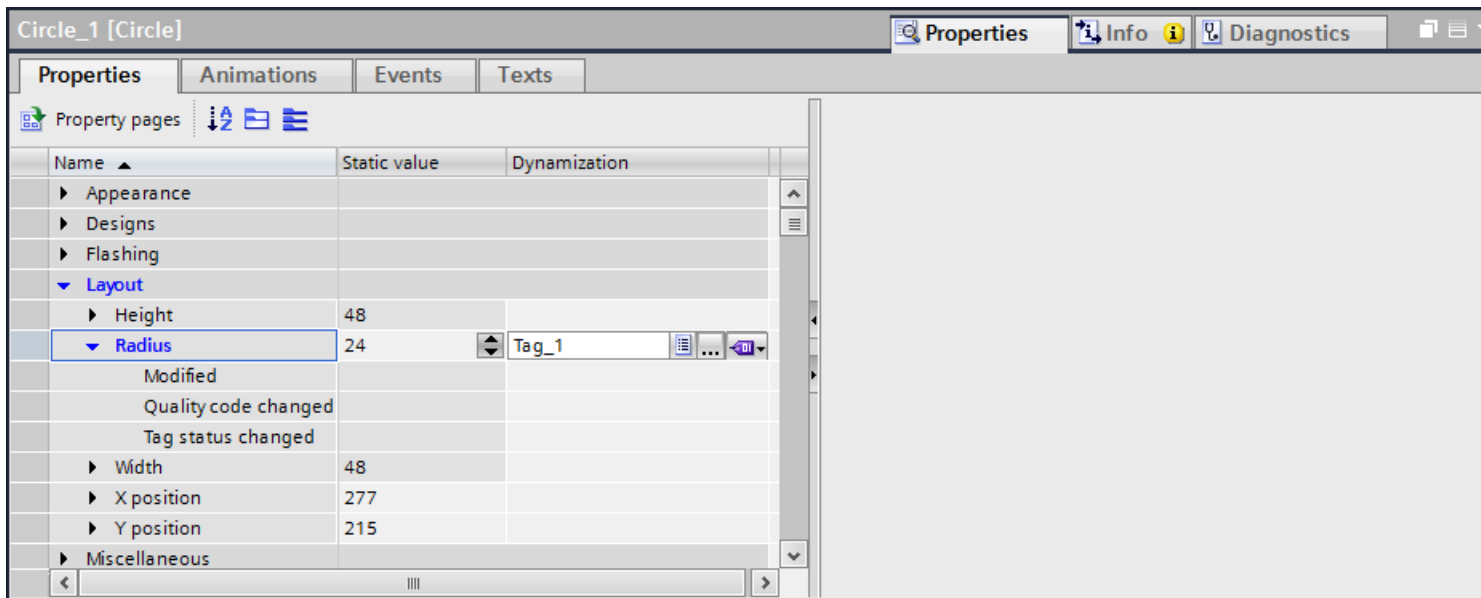 Circle_1 [Circle] Properties Info Diagnostics
Properties Animations Events Texts
Property pages
Name Static value Dynamization
Appearance
Designs
Flashing
Layout
Height 48
Radius 24 Tag_1 ...
Modified
Quality code changed
Tag status changed
Width 48
X position 277
Y position 215
Miscellaneous